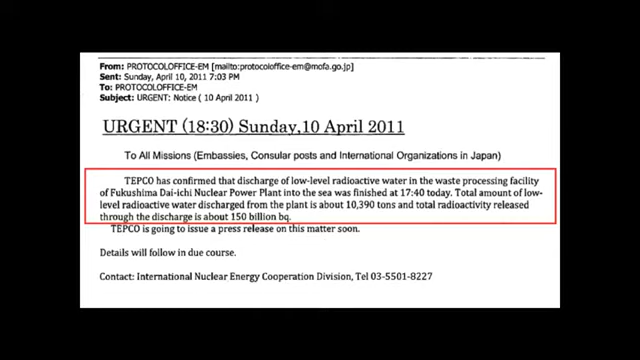 From: PROTOCOLOFFICE-EM [mailto:protocoloffice-em@mofa.go.jp]
Sent: Sunday, April 10, 2011 7:03 PM
To: PROTOCOLOFFICE-EM
Subject: URGENT: Notice ( 10 April 2011 )
URGENT (18:30) Sunday,10 April 2011
To All Missions (Embassies, Consular posts and International Organizations in Japan)
TEPCO has confirmed that discharge of low-level radioactive water in the waste processing facility
of Fukushima Dai-ichi Nuclear Power Plant into the sea was finished at 17:40 today. Total amount of low-
level radioactive water discharged from the plant is about 10,390 tons and total radioactivity released
through the discharge is about 150 billion bq.
TEPCO is going to issue a press release on this matter soon.
Details will follow in due course.
Contact: International Nuclear Energy Cooperation Division, Tel 03-5501-8227